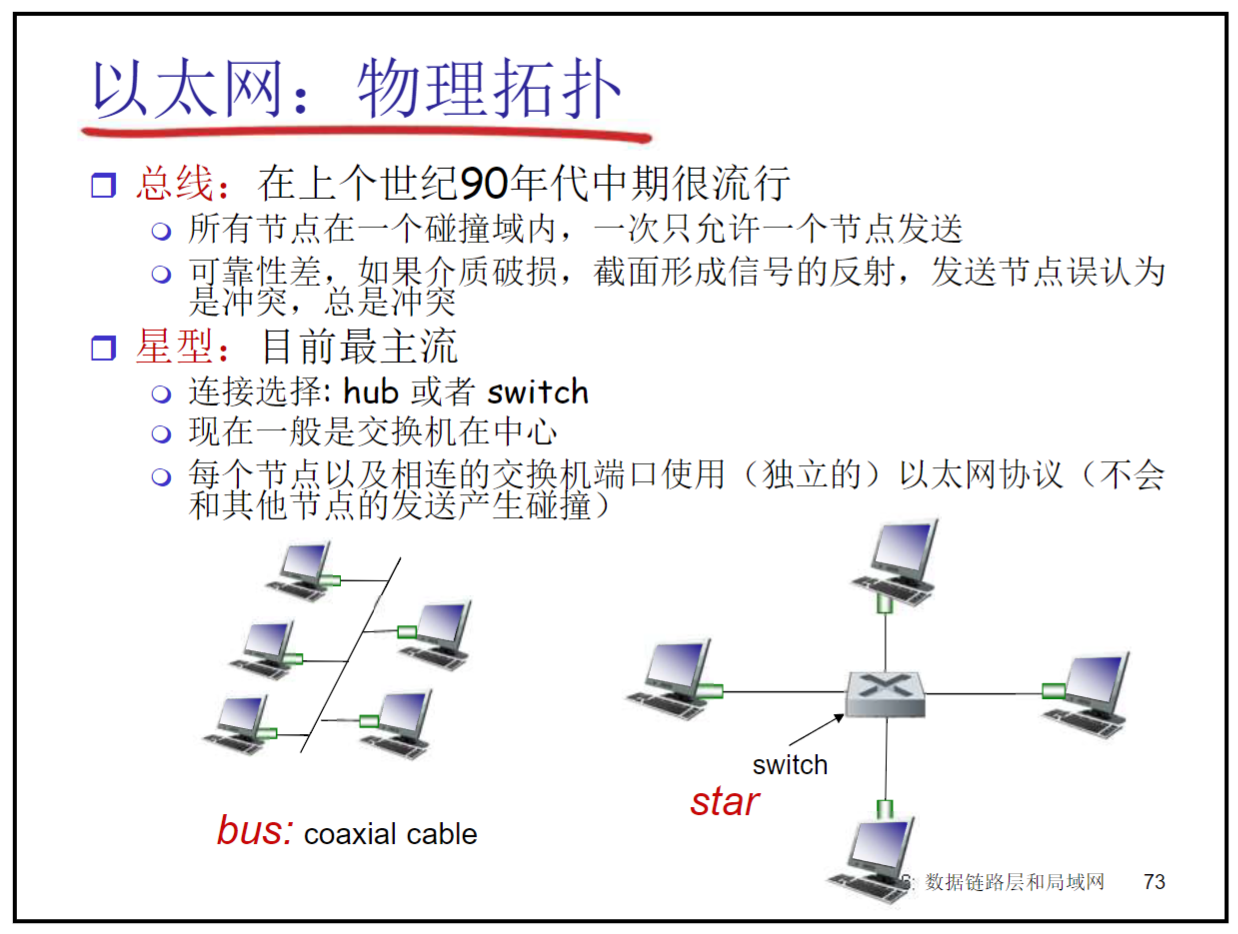 以太网：物理拓扑
总线：在上个世纪90年代中期很流行
所有节点在一个碰撞域内，一次只允许一个节点发送
可靠性差，如果介质破损，截面形成信号的反射，发送节点误认为
是冲突，总是冲突
星型：目前最主流
连接选择: hub 或者 switch
现在一般是交换机在中心
每个节点以及相连的交换机端口使用（独立的）以太网协议（不会
和其他节点的发送产生碰撞）
switch
star
bus: coaxial cable
6: 数据链路层和局域网 73